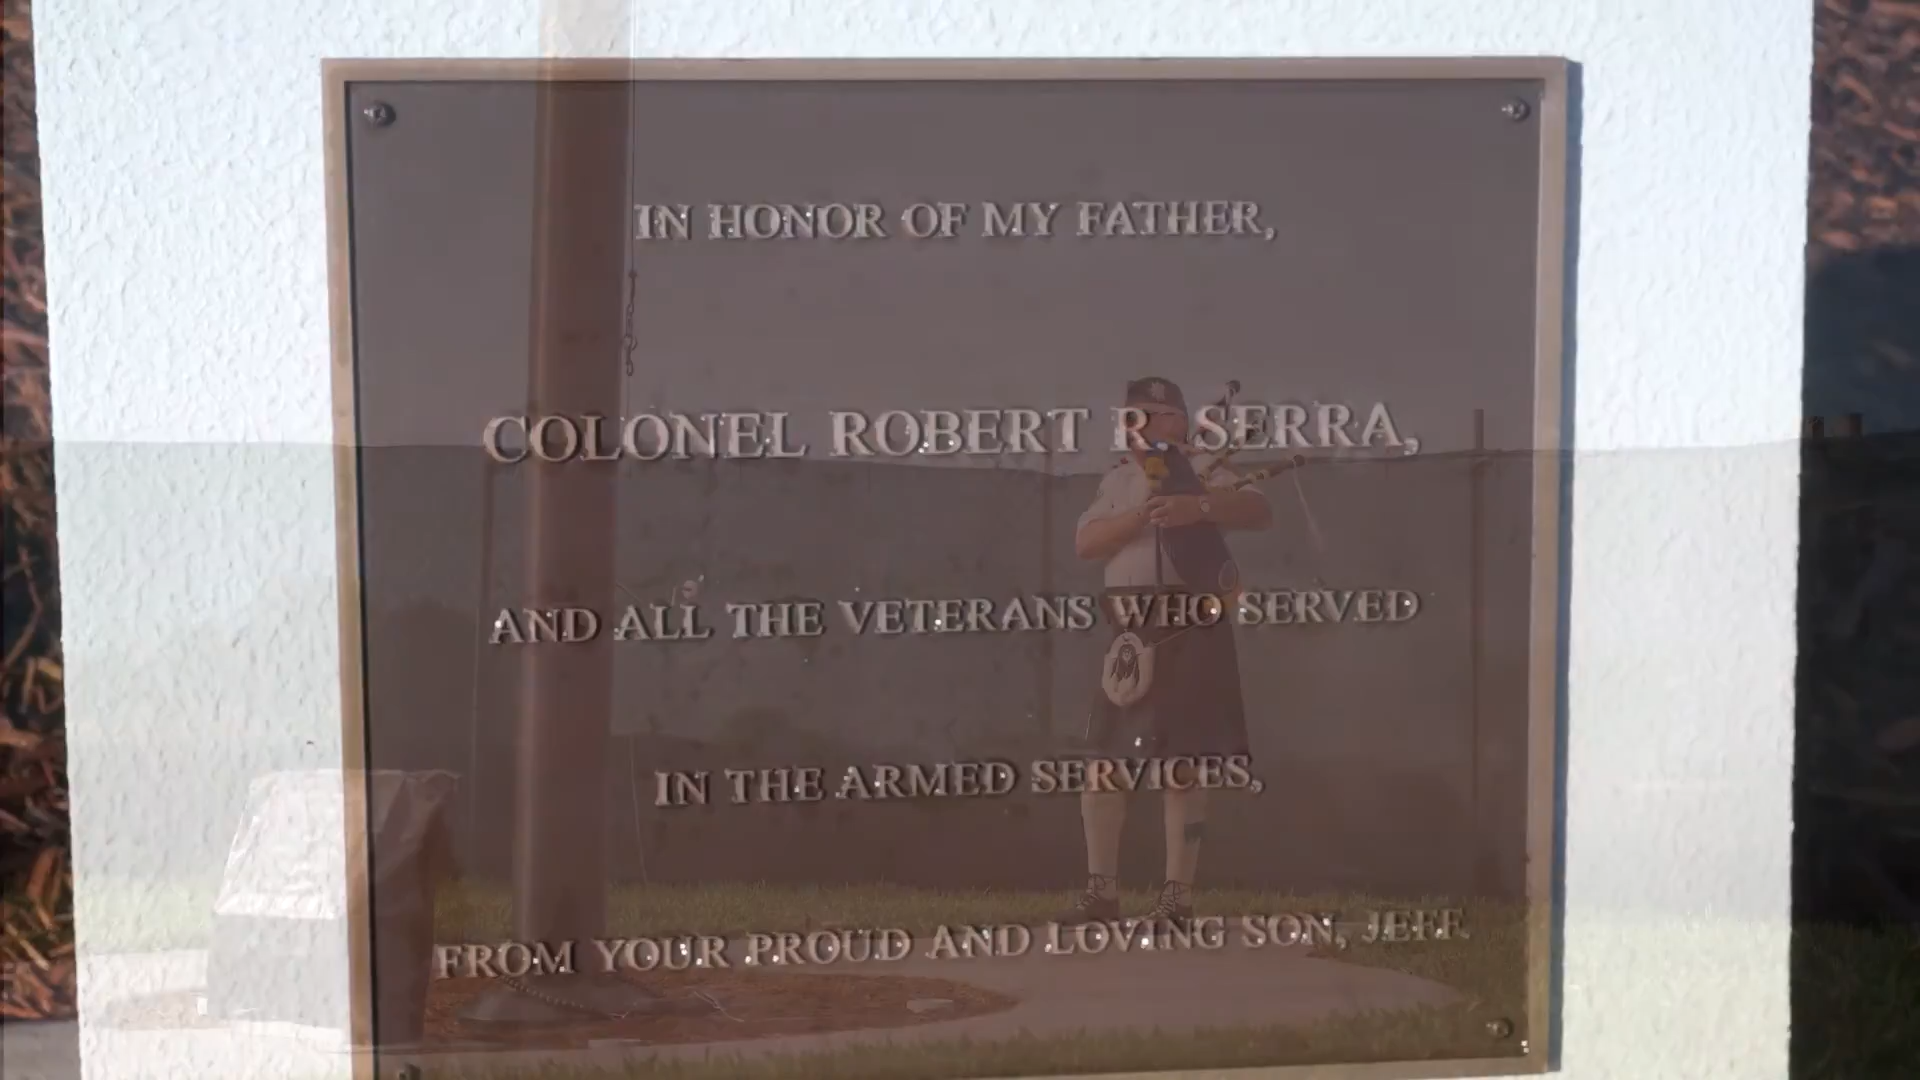 IN HONOR OF MY FATHER,
COLONEL ROBERT R. SERRA,
AND ALL THE VETERANS WHO SERVED
IN THE ARMED SERVICES,
FROM YOUR PROUD AND LOVING SON, JEFF.